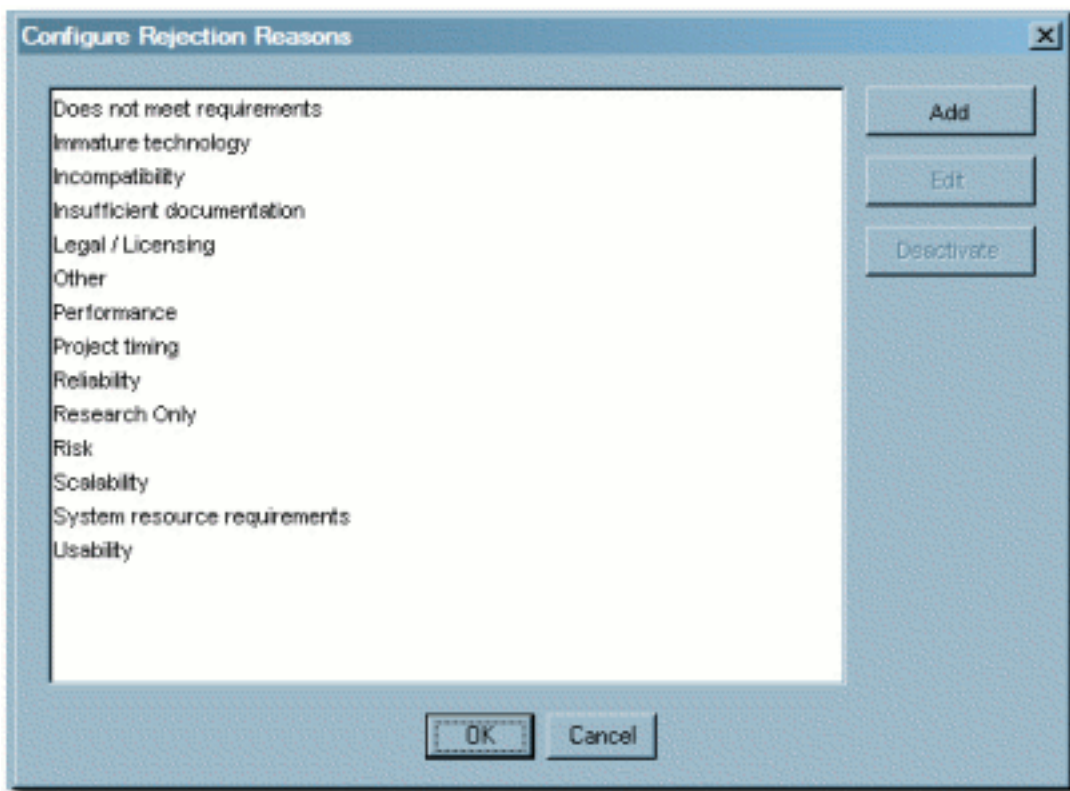 Configure Rejection Reasons
Does not meet requirements
Immature technology
Incompatibility
Insufficient documentation
Legal / Licensing
Other
Performance
Project timing
Reliability
Research Only
Risk
Scalability
System resource requirements
Usability
Add
Edit
Deactivate
OK
Cancel